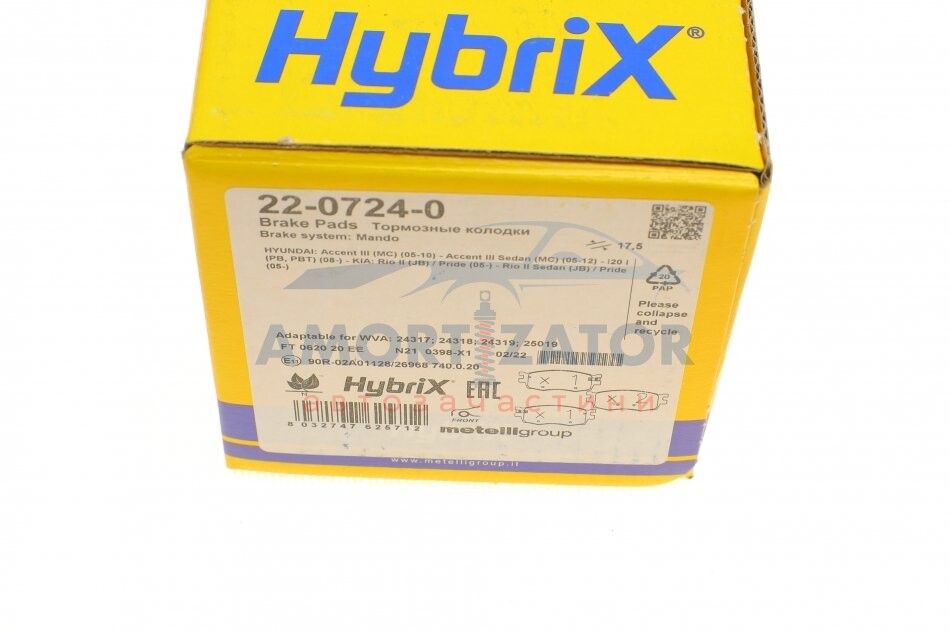 HybriX®
22-0724-0
Brake Pads Тормозные колодки
Brake system: Mando
17,5
HYUNDAI: Accent III (MC) (05-10) - Accent III Sedan (MC) (05-12) - i20 I
(PB, PBT) (08-) - KIA: Rio II (JB) / Pride (05-) - Rio II Sedan (JB) / Pride
(05-)
20
PAP
Please
collapse
and
recycle
AMORTIZATOR
автозапчастини
Adaptable for WVA: 24317; 24318; 24319; 25019
FT 0620 20 EE N21 0398-X1 02/22
90R-02A01128/26968 740.0.20
HybriX EAC
x 1
x 2
x 1
8 032747 625712
FRONT
metelligroup
www.metelligroup.it